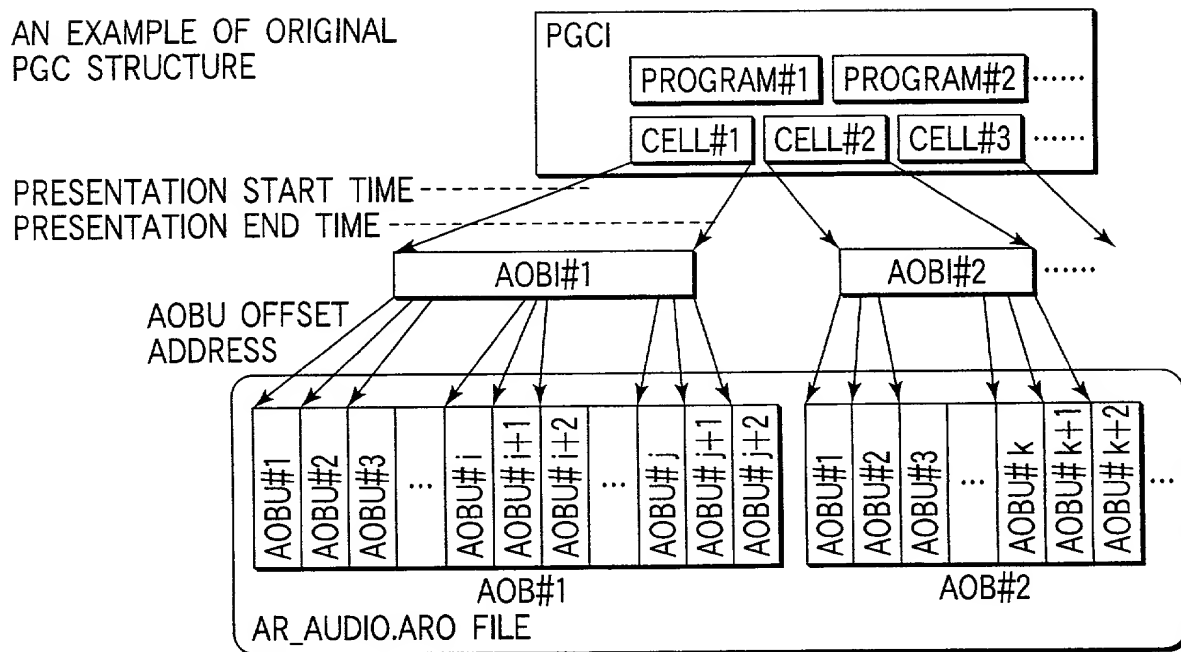 AN EXAMPLE OF ORIGINAL
PGC STRUCTURE
PGCI
PROGRAM#1 PROGRAM#2 ······
CELL#1 CELL#2 CELL#3 ······
PRESENTATION START TIME
PRESENTATION END TIME
AOBI#1 AOBI#2 ······
AOBU OFFSET
ADDRESS
AOBU#1
AOBU#2
AOBU#3
...
AOBU# i
AOBU# i+1
AOBU# i+2
...
AOBU# j
AOBU# j+1
AOBU# j+2
AOBU#1
AOBU#2
AOBU#3
...
AOBU# k
AOBU# k+1
AOBU# k+2
...
AOB#1 AOB#2
AR_AUDIO.ARO FILE